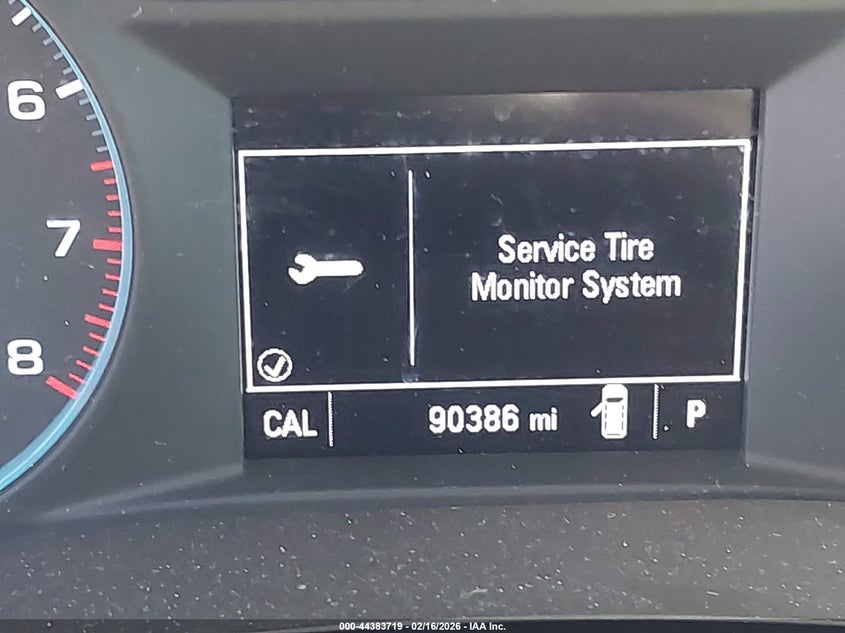 6
7
8
Service Tire
Monitor System
CAL
90386 mi
P
000-44383719 - 02/16/2026 - IAA Inc.